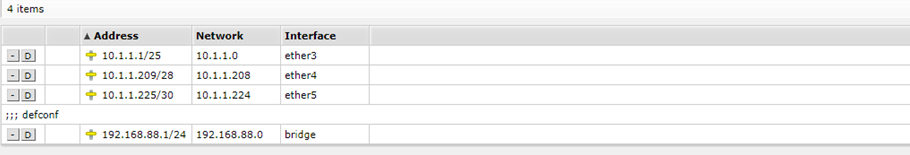 4 items
▲ Address Network Interface
- D 10.1.1.1/25 10.1.1.0 ether3
- D 10.1.1.209/28 10.1.1.208 ether4
- D 10.1.1.225/30 10.1.1.224 ether5
;;; defconf
- D 192.168.88.1/24 192.168.88.0 bridge